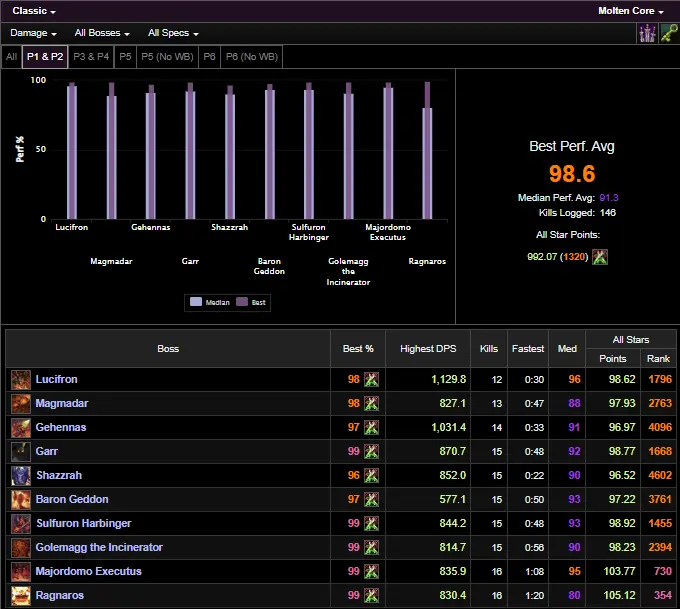 Classic Molten Core
Damage All Bosses All Specs
All P1 & P2 P3 & P4 P5 P5 (No WB) P6 P6 (No WB)
100
50
0
Perf %
Lucifron Gehennas Shazzrah Sulfuron Harbinger Majordomo Executus
Magmadar Garr Baron Geddon Golemagg the Incinerator Ragnaros
Median Best
Best Perf. Avg
98.6
Median Perf. Avg: 91.3
Kills Logged: 146
All Star Points:
992.07 (1320)
Boss Best % Highest DPS Kills Fastest Med All Stars
Points Rank
Lucifron 98 1,129.8 12 0:30 96 98.62 1796
Magmadar 98 827.1 13 0:47 88 97.93 2763
Gehennas 97 1,031.4 14 0:33 91 96.97 4096
Garr 99 870.7 15 0:48 92 98.77 1668
Shazzrah 96 852.0 15 0:22 90 96.52 4602
Baron Geddon 97 577.1 15 0:50 93 97.22 3761
Sulfuron Harbinger 99 844.2 15 0:48 93 98.92 1455
Golemagg the Incinerator 99 814.7 15 0:56 90 98.23 2394
Majordomo Executus 99 835.9 16 1:08 95 103.77 730
Ragnaros 99 830.4 16 1:20 80 105.12 354